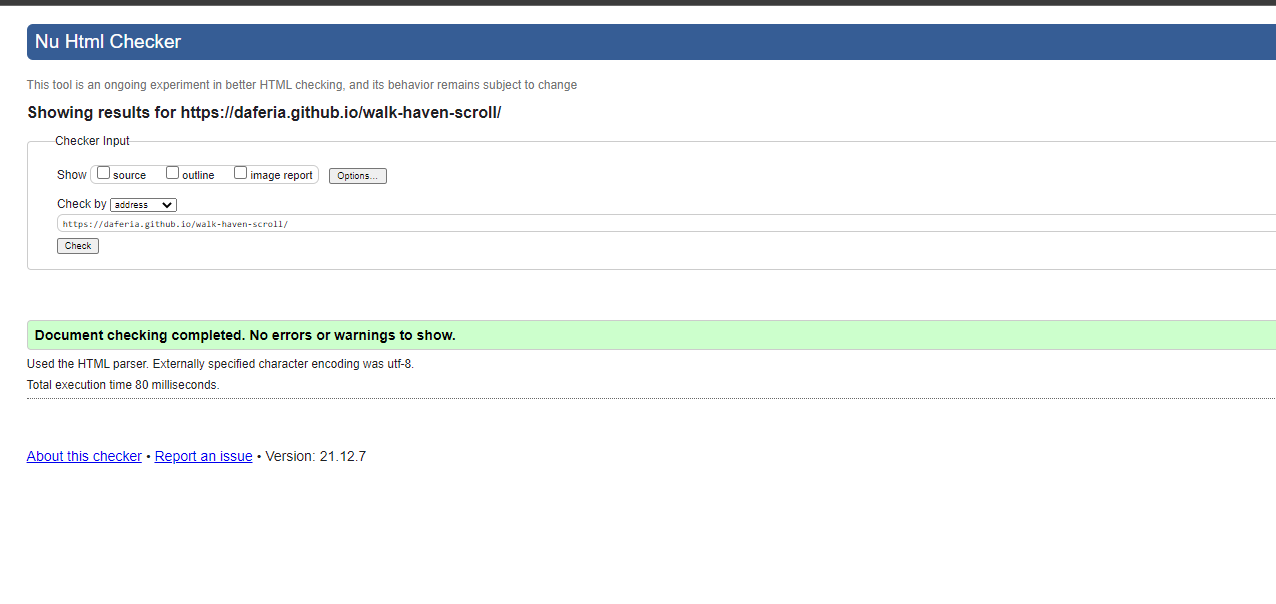 Nu Html Checker
This tool is an ongoing experiment in better HTML checking, and its behavior remains subject to change
Showing results for https://daferia.github.io/walk-haven-scroll/
Checker Input
Show source outline image report Options...
Check by address
https://daferia.github.io/walk-haven-scroll/
Check
Document checking completed. No errors or warnings to show.
Used the HTML parser. Externally specified character encoding was utf-8.
Total execution time 80 milliseconds.
About this checker • Report an issue • Version: 21.12.7